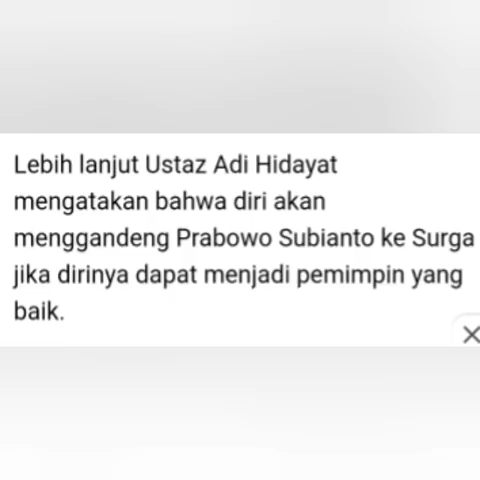 Lebih lanjut Ustaz Adi Hidayat
mengatakan bahwa diri akan
menggandeng Prabowo Subianto ke Surga
jika dirinya dapat menjadi pemimpin yang
baik.